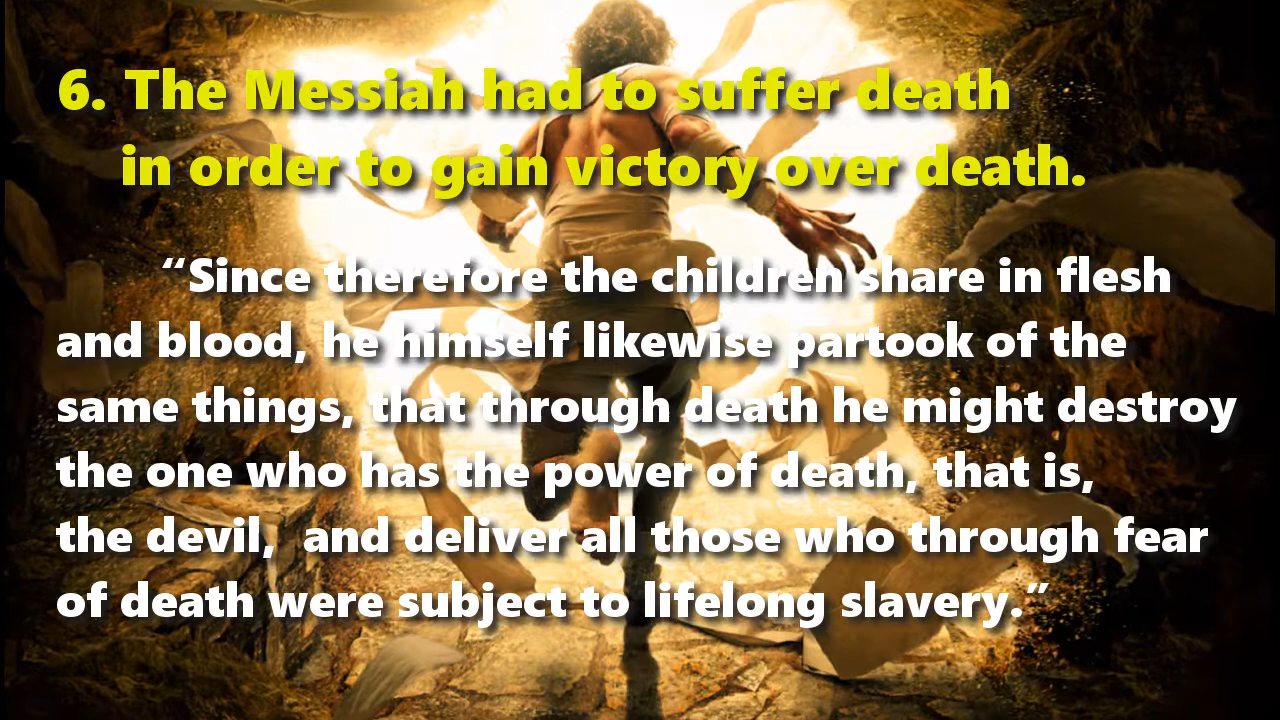 6. The Messiah had to suffer death
in order to gain victory over death.
“Since therefore the children share in flesh
and blood, he himself likewise partook of the
same things, that through death he might destroy
the one who has the power of death, that is,
the devil,  and deliver all those who through fear
of death were subject to lifelong slavery.”